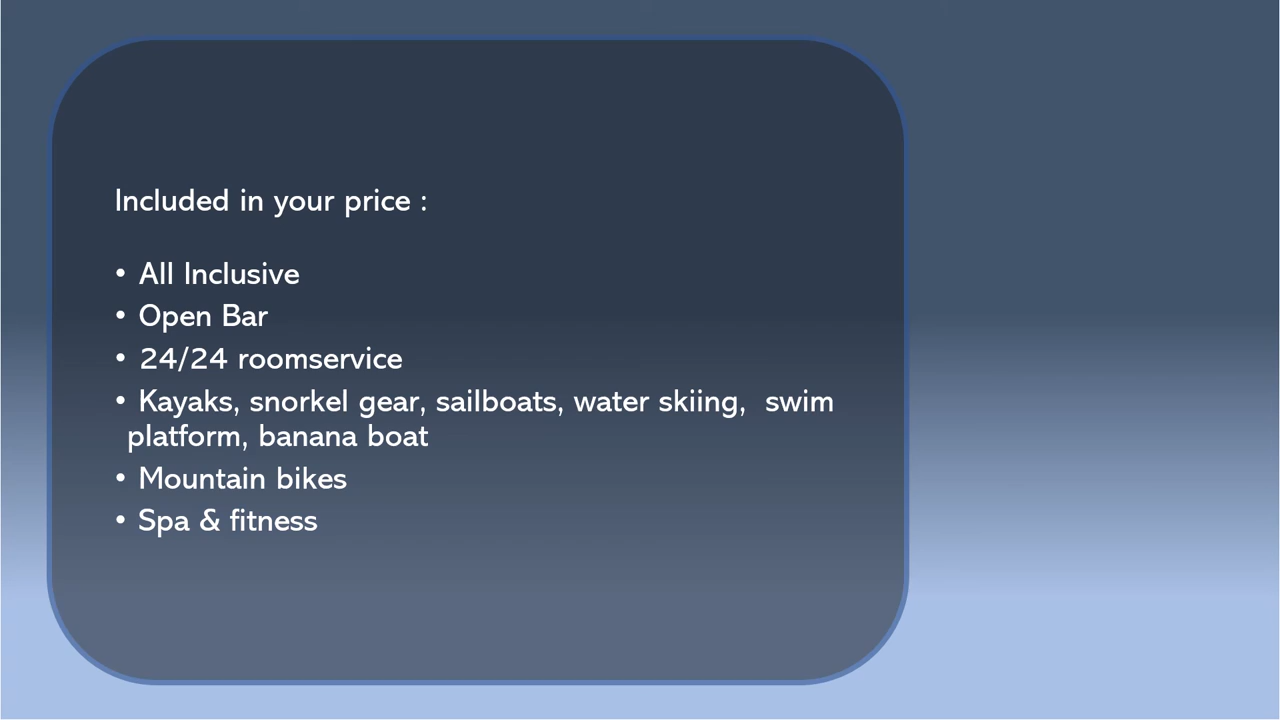 Included in your price :
• All Inclusive
• Open Bar
• 24/24 roomservice
• Kayaks, snorkel gear, sailboats, water skiing,  swim
platform, banana boat
• Mountain bikes
• Spa & fitness